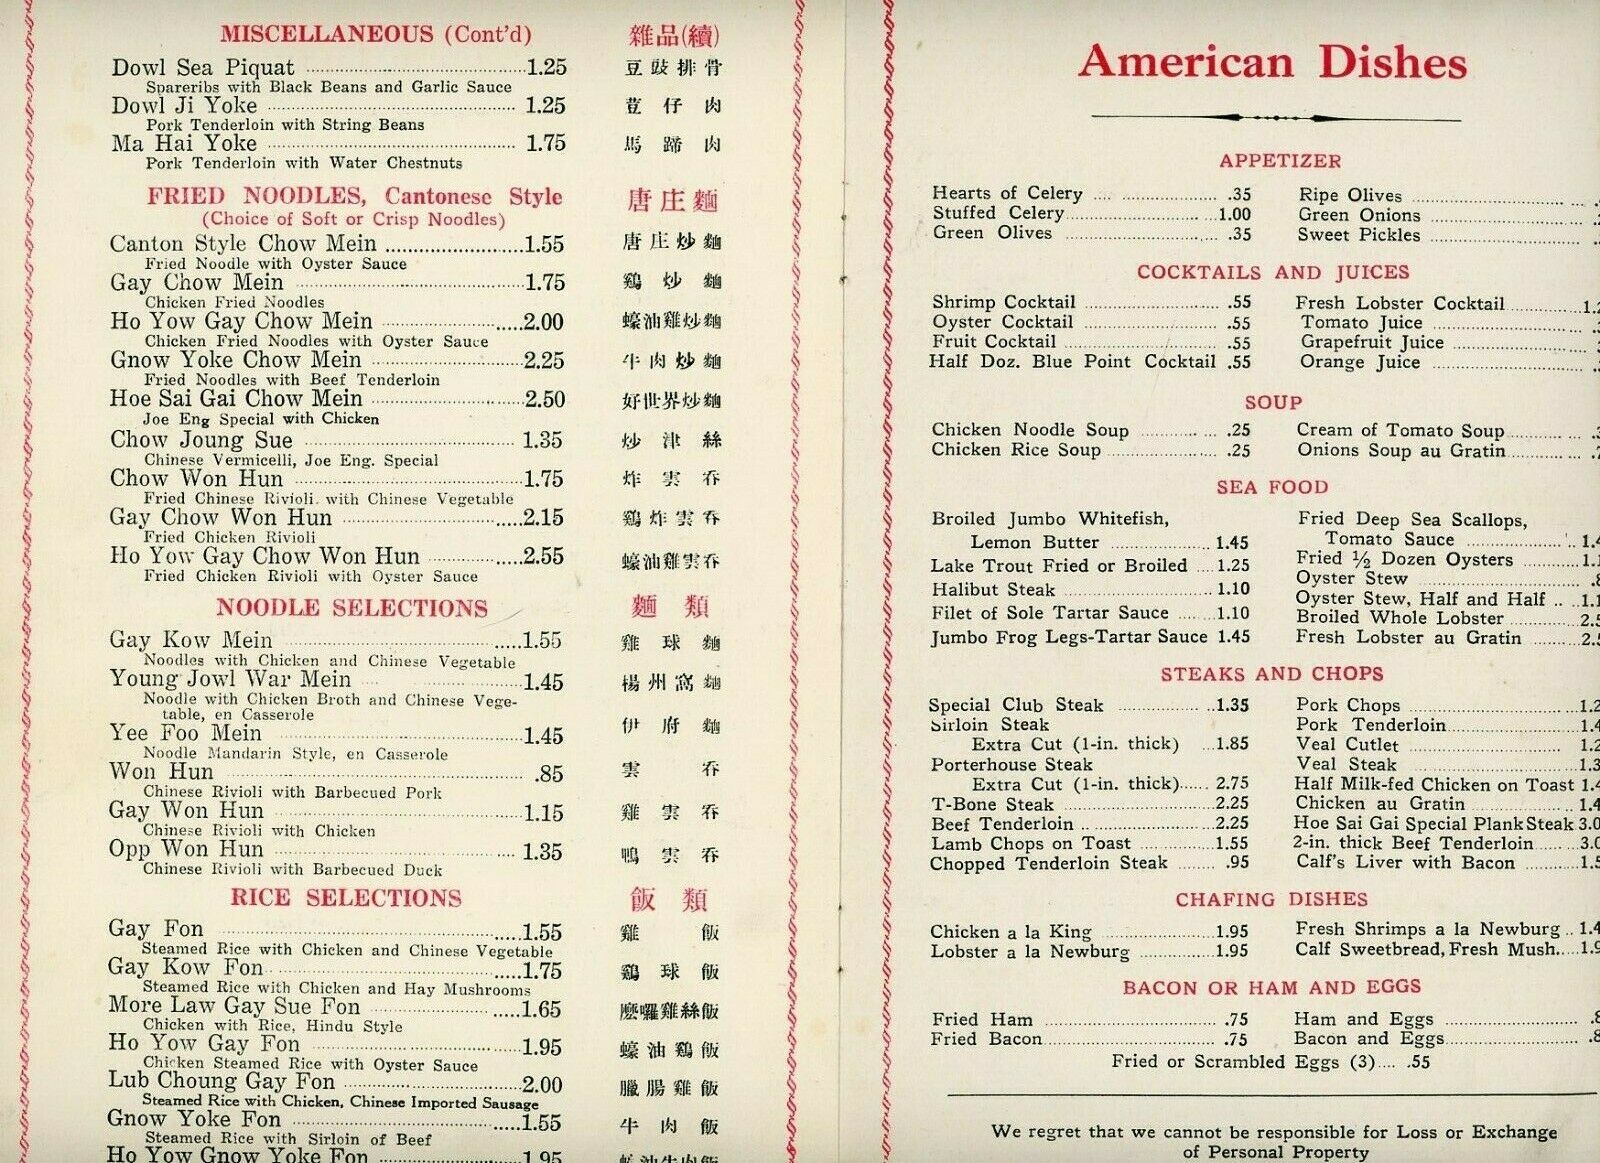 MISCELLANEOUS (Cont'd) 雜品(續)
Dowl Sea Piquat 1.25 豆豉排骨
Spareribs with Black Beans and Garlic Sauce
Dowl Ji Yoke 1.25 荳仔肉
Pork Tenderloin with String Beans
Ma Hai Yoke 1.75 馬蹄肉
Pork Tenderloin with Water Chestnuts
FRIED NOODLES, Cantonese Style 唐庄麵
(Choice of Soft or Crisp Noodles)
Canton Style Chow Mein 1.55 唐庄炒麵
Fried Noodle with Oyster Sauce
Gay Chow Mein 1.75 鷄炒麵
Chicken Fried Noodles
Ho Yow Gay Chow Mein 2.00 蠔油雞炒麵
Chicken Fried Noodles with Oyster Sauce
Gnow Yoke Chow Mein 2.25 牛肉炒麵
Fried Noodles with Beef Tenderloin
Hoe Sai Gai Chow Mein 2.50 好世界炒麵
Joe Eng Special with Chicken
Chow Joung Sue 1.35 炒津絲
Chinese Vermicelli, Joe Eng. Special
Chow Won Hun 1.75 炸雲吞
Fried Chinese Rivioli with Chinese Vegetable
Gay Chow Won Hun 2.15 鷄炸雲吞
Fried Chicken Rivioli
Ho Yow Gay Chow Won Hun 2.55 蠔油雞雲吞
Fried Chicken Rivioli with Oyster Sauce
NOODLE SELECTIONS 麵類
Gay Kow Mein 1.55 雞球麵
Noodles with Chicken and Chinese Vegetable
Young Jowl War Mein 1.45 楊州窩麵
Noodle with Chicken Broth and Chinese Vege-
table, en Casserole
Yee Foo Mein 1.45 伊府麵
Noodle Mandarin Style, en Casserole
Won Hun .85 雲吞
Chinese Rivioli with Barbecued Pork
Gay Won Hun 1.15 雞雲吞
Chinese Rivioli with Chicken
Opp Won Hun 1.35 鴨雲吞
Chinese Rivioli with Barbecued Duck
RICE SELECTIONS 飯類
Gay Fon 1.55 雞飯
Steamed Rice with Chicken and Chinese Vegetable
Gay Kow Fon 1.75 鷄球飯
Steamed Rice with Chicken and Hay Mushrooms
More Law Gay Sue Fon 1.65 嚒囉雞絲飯
Chicken with Rice, Hindu Style
Ho Yow Gay Fon 1.95 蠔油鷄飯
Chicken Steamed Rice with Oyster Sauce
Lub Choung Gay Fon 2.00 臘腸雞飯
Steamed Rice with Chicken, Chinese Imported Sausage
Gnow Yoke Fon 1.55 牛肉飯
Steamed Rice with Sirloin of Beef
Ho Yow Gnow Yoke Fon 1.95 蠔油牛肉飯
American Dishes
APPETIZER
Hearts of Celery .35
Stuffed Celery 1.00
Green Olives .35
Ripe Olives
Green Onions
Sweet Pickles
COCKTAILS AND JUICES
Shrimp Cocktail .55
Oyster Cocktail .55
Fruit Cocktail .55
Half Doz. Blue Point Cocktail .55
Fresh Lobster Cocktail
Tomato Juice
Grapefruit Juice
Orange Juice
SOUP
Chicken Noodle Soup .25
Chicken Rice Soup .25
Cream of Tomato Soup
Onions Soup au Gratin
SEA FOOD
Broiled Jumbo Whitefish,
Lemon Butter 1.45
Lake Trout Fried or Broiled 1.25
Halibut Steak 1.10
Filet of Sole Tartar Sauce 1.10
Jumbo Frog Legs-Tartar Sauce 1.45
Fried Deep Sea Scallops,
Tomato Sauce
Fried ½ Dozen Oysters
Oyster Stew
Oyster Stew, Half and Half
Broiled Whole Lobster
Fresh Lobster au Gratin
STEAKS AND CHOPS
Special Club Steak 1.35
Sirloin Steak
Extra Cut (1-in. thick) 1.85
Porterhouse Steak
Extra Cut (1-in. thick) 2.75
T-Bone Steak 2.25
Beef Tenderloin 2.25
Lamb Chops on Toast 1.55
Chopped Tenderloin Steak .95
Pork Chops
Pork Tenderloin
Veal Cutlet
Veal Steak
Half Milk-fed Chicken on Toast
Chicken au Gratin
Hoe Sai Gai Special Plank Steak
2-in. thick Beef Tenderloin
Calf's Liver with Bacon
CHAFING DISHES
Chicken a la King 1.95
Lobster a la Newburg 1.95
Fresh Shrimps a la Newburg
Calf Sweetbread, Fresh Mush.
BACON OR HAM AND EGGS
Fried Ham .75
Fried Bacon .75
Ham and Eggs
Bacon and Eggs
Fried or Scrambled Eggs (3) .55
We regret that we cannot be responsible for Loss or Exchange
of Personal Property